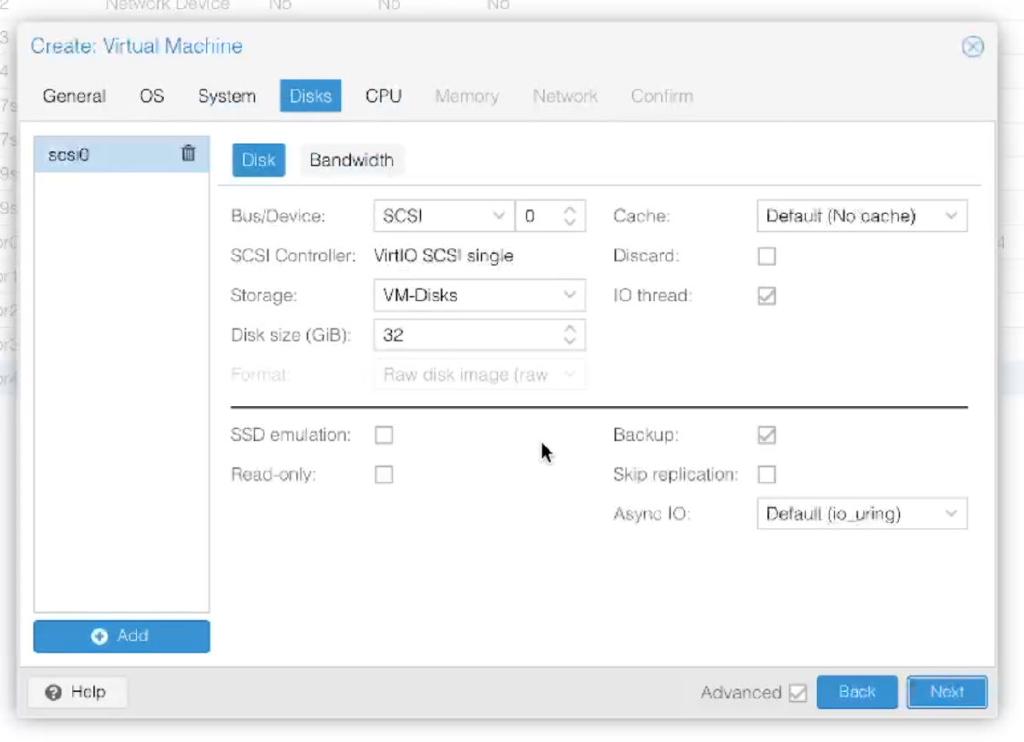 Network Device No No No
Create: Virtual Machine
General OS System Disks CPU Memory Network Confirm
scsi0
Disk Bandwidth
Bus/Device: SCSI 0 Cache: Default (No cache)
SCSI Controller: VirtIO SCSI single Discard:
Storage: VM-Disks IO thread:
Disk size (GiB): 32
Format: Raw disk image (raw
SSD emulation: Backup:
Read-only: Skip replication:
Async IO: Default (io_uring)
Add
Help Advanced Back Next